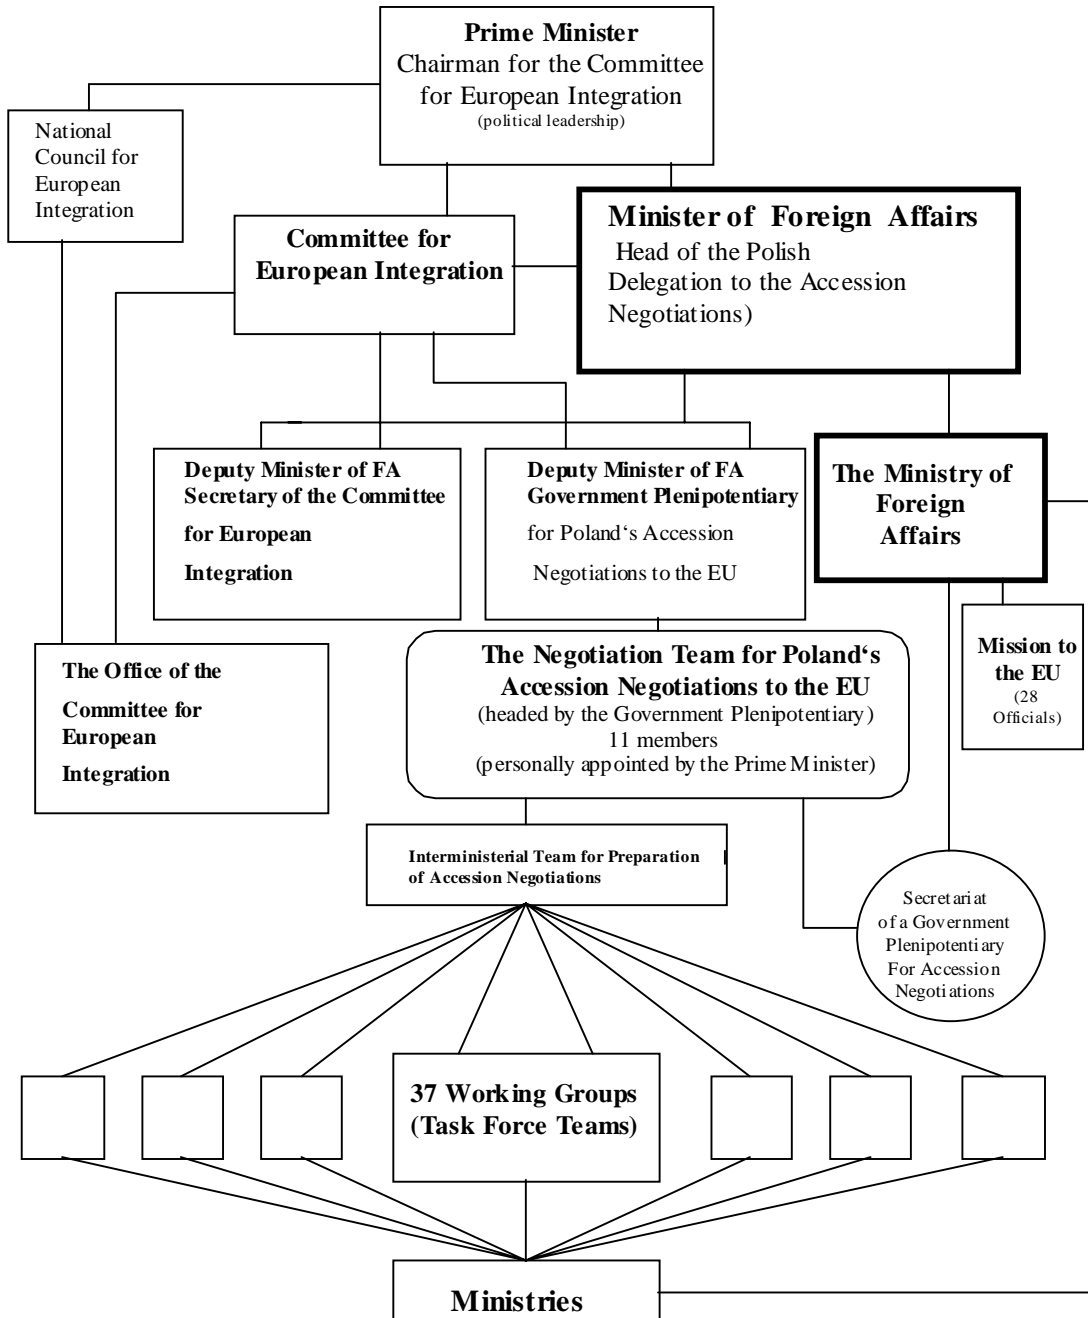 Prime Minister
Chairman for the Committee
for European Integration
(political leadership)
National
Council for
European
Integration
Committee for
European Integration
Minister of Foreign Affairs
Head of the Polish
Delegation to the Accession
Negotiations)
Deputy Minister of FA
Secretary of the Committee
for European
Integration
Deputy Minister of FA
Government Plenipotentiary
for Poland‘s Accession
Negotiations to the EU
The Ministry of
Foreign
Affairs
Mission to
the EU
(28
Officials)
The Office of the
Committee for
European
Integration
The Negotiation Team for Poland‘s
Accession Negotiations to the EU
(headed by the Government Plenipotentiary)
11 members
(personally appointed by the Prime Minister)
Interministerial Team for Preparation
of Accession Negotiations
Secretariat
of a Government
Plenipotentiary
For Accession
Negotiations
37 Working Groups
(Task Force Teams)
Ministries